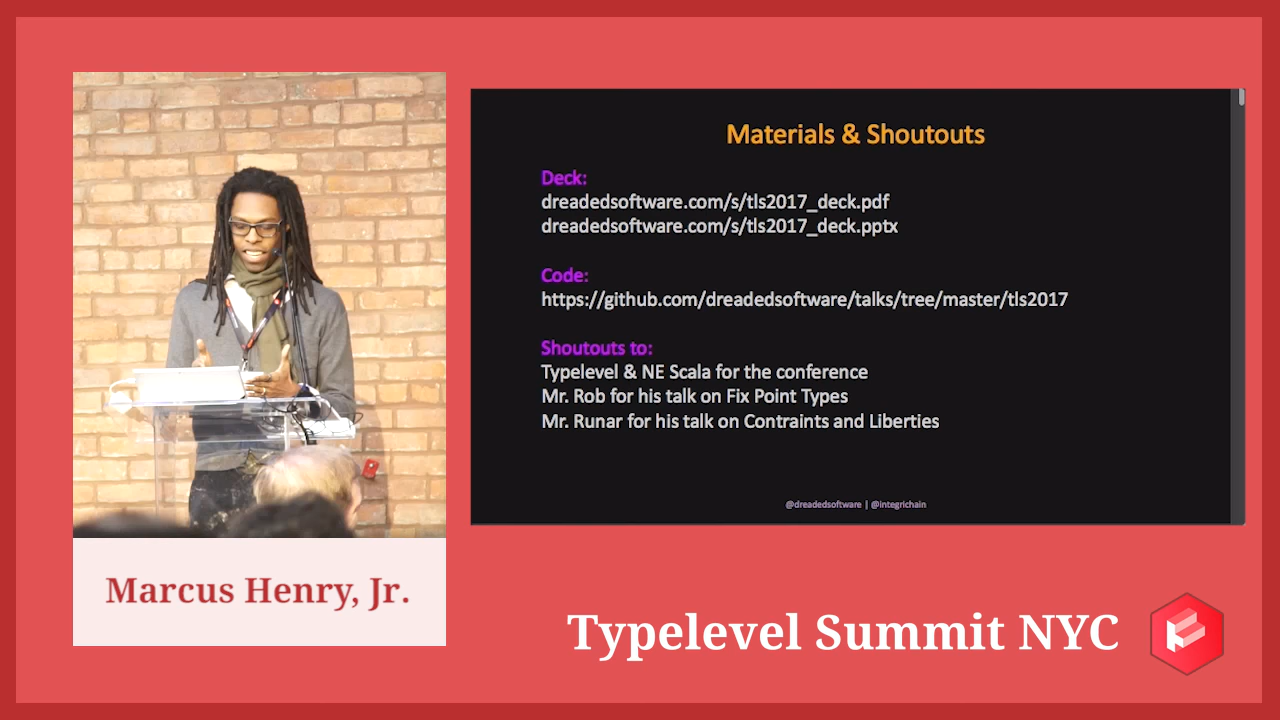 Materials & Shoutouts
Deck:
dreadedsoftware.com/s/tls2017_deck.pdf
dreadedsoftware.com/s/tls2017_deck.pptx
Code:
https://github.com/dreadedsoftware/talks/tree/master/tls2017
Shoutouts to:
Typelevel & NE Scala for the conference
Mr. Rob for his talk on Fix Point Types
Mr. Runar for his talk on Contraints and Liberties
@dreadedsoftware | @integrichain
Marcus Henry, Jr.
Typelevel Summit NYC